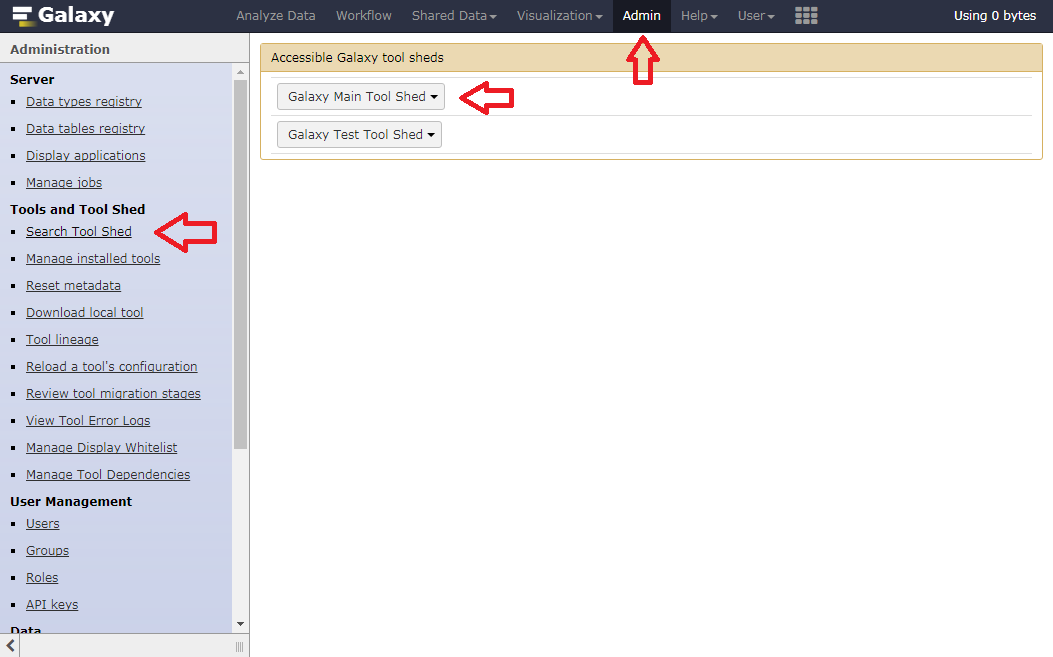 Galaxy
Analyze Data Workflow Shared Data Visualization Admin Help User Using 0 bytes
Administration
Server
Data types registry
Data tables registry
Display applications
Manage jobs
Tools and Tool Shed
Search Tool Shed
Manage installed tools
Reset metadata
Download local tool
Tool lineage
Reload a tool's configuration
Review tool migration stages
View Tool Error Logs
Manage Display Whitelist
Manage Tool Dependencies
User Management
Users
Groups
Roles
API keys
Data
Accessible Galaxy tool sheds
Galaxy Main Tool Shed
Galaxy Test Tool Shed